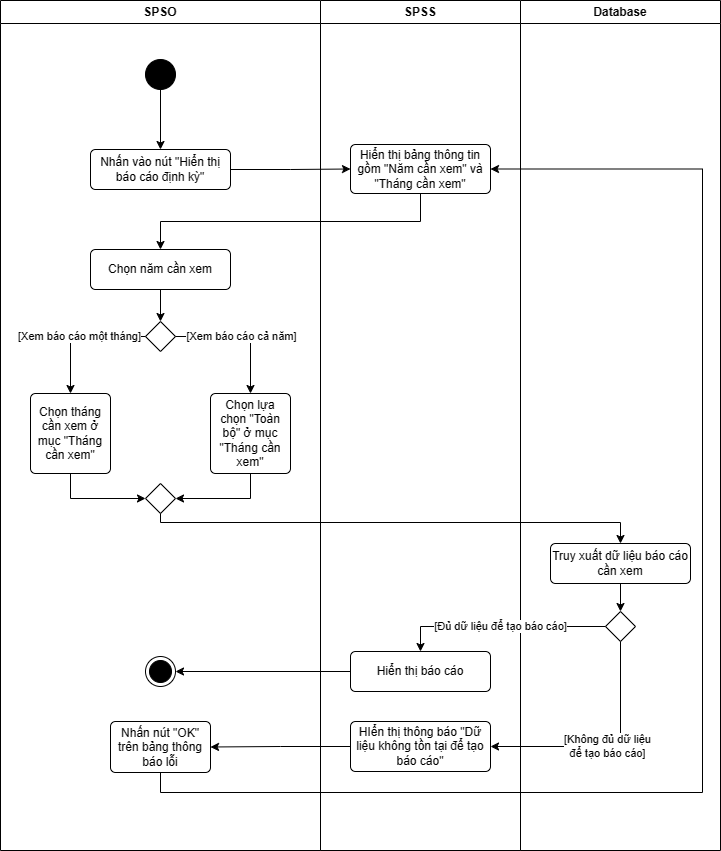 SPSO
SPSS
Database
Nhấn vào nút "Hiển thị
báo cáo định kỳ"
Hiển thị bảng thông tin
gồm "Năm cần xem" và
"Tháng cần xem"
Chọn năm cần xem
[Xem báo cáo một tháng]
[Xem báo cáo cả năm]
Chọn tháng
cần xem ở
mục "Tháng
cần xem"
Chọn lựa
chọn "Toàn
bộ" ở mục
"Tháng cần
xem"
Truy xuất dữ liệu báo cáo
cần xem
[Đủ dữ liệu để tạo báo cáo]
Hiển thị báo cáo
Nhấn nút "OK"
trên bảng thông
báo lỗi
HIển thị thông báo "Dữ
liệu không tồn tại để tạo
báo cáo"
[Không đủ dữ liệu
để tạo báo cáo]